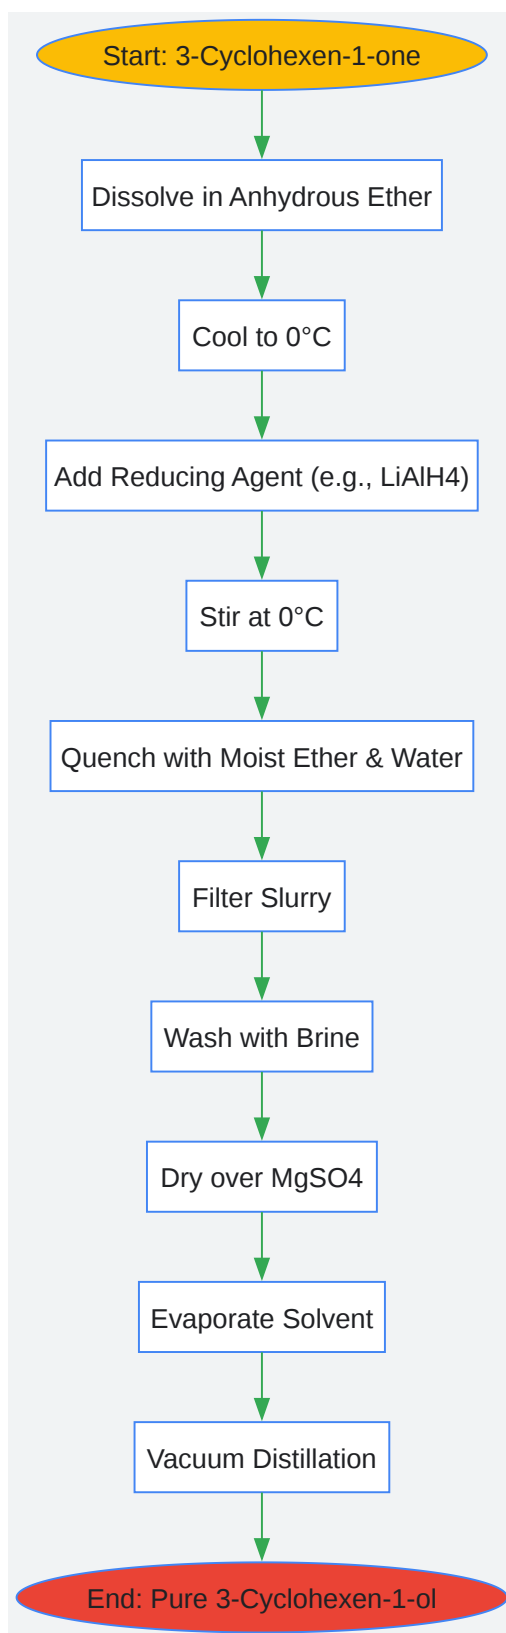 Start: 3-Cyclohexen-1-one
Dissolve in Anhydrous Ether
Cool to 0°C
Add Reducing Agent (e.g., LiAlH4)
Stir at 0°C
Quench with Moist Ether & Water
Filter Slurry
Wash with Brine
Dry over MgSO4
Evaporate Solvent
Vacuum Distillation
End: Pure 3-Cyclohexen-1-ol